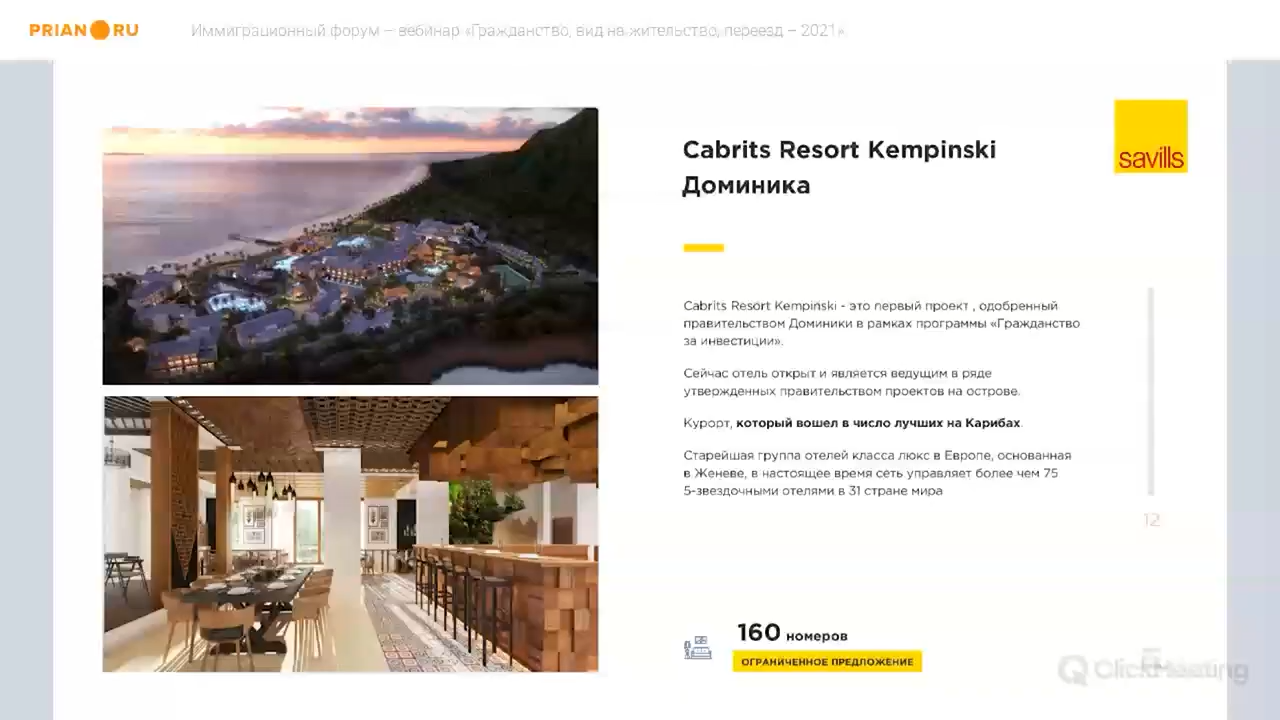 PRIAN RU
Иммиграционный форум – вебинар «Гражданство, вид на жительство, переезд – 2021»
savills
Cabrits Resort Kempinski
Доминика
Cabrits Resort Kempinski - это первый проект , одобренный
правительством Доминики в рамках программы «Гражданство
за инвестиции».
Сейчас отель открыт и является ведущим в ряде
утвержденных правительством проектов на острове.
Курорт, который вошел в число лучших на Карибах.
Старейшая группа отелей класса люкс в Европе, основанная
в Женеве, в настоящее время сеть управляет более чем 75
5-звездочными отелями в 31 стране мира
12
160 номеров
ОГРАНИЧЕННОЕ ПРЕДЛОЖЕНИЕ
ClickMeeting